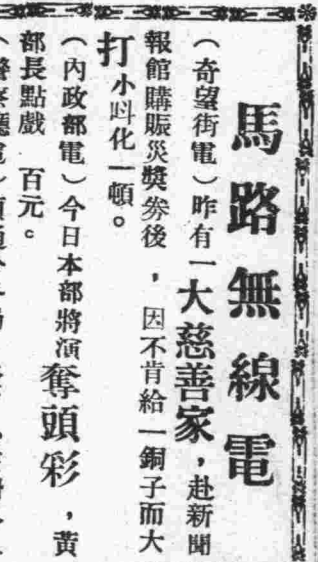 馬路無線電
（奇望街電）昨有一大慈善家，赴新聞
報館購賑災獎券後，因不肯給一銅子而大
打小叫化一頓。
（內政部電）今日本部將演奪頭彩，黃
部長點戲　百元。